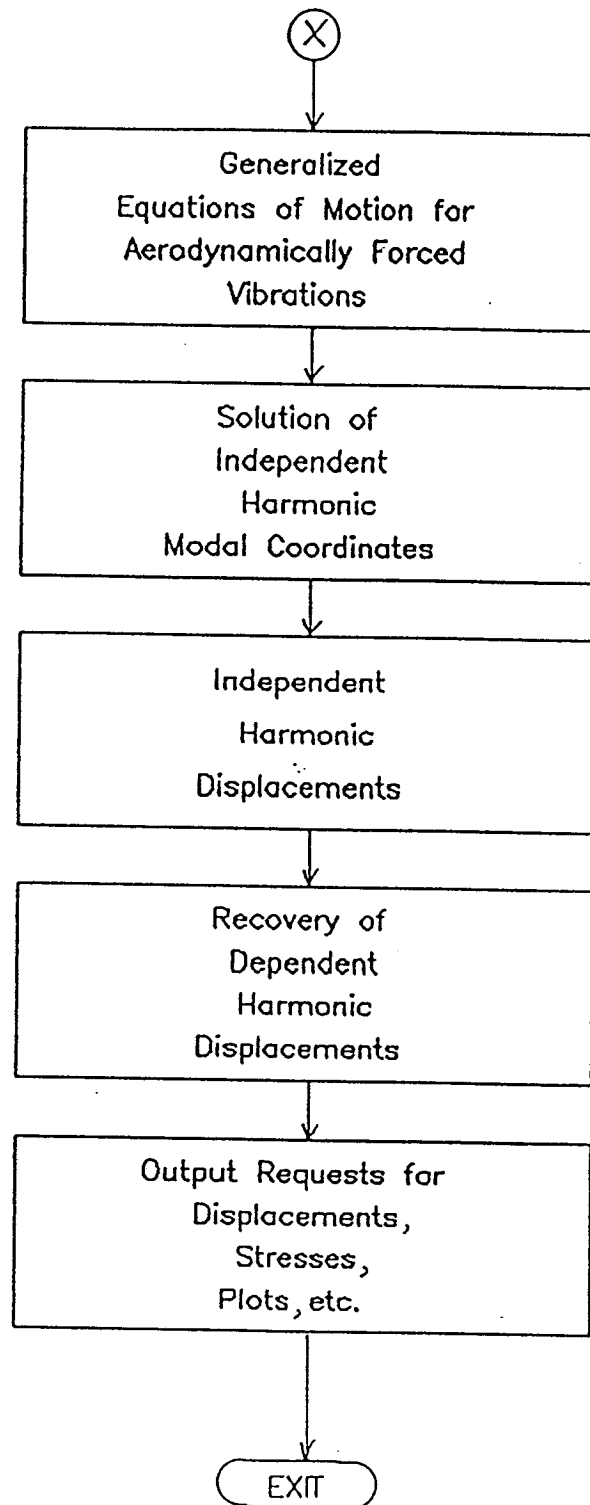 X
Generalized
Equations of Motion for
Aerodynamically Forced
Vibrations
Solution of
Independent
Harmonic
Modal Coordinates
Independent
Harmonic
Displacements
Recovery of
Dependent
Harmonic
Displacements
Output Requests for
Displacements,
Stresses,
Plots, etc.
EXIT